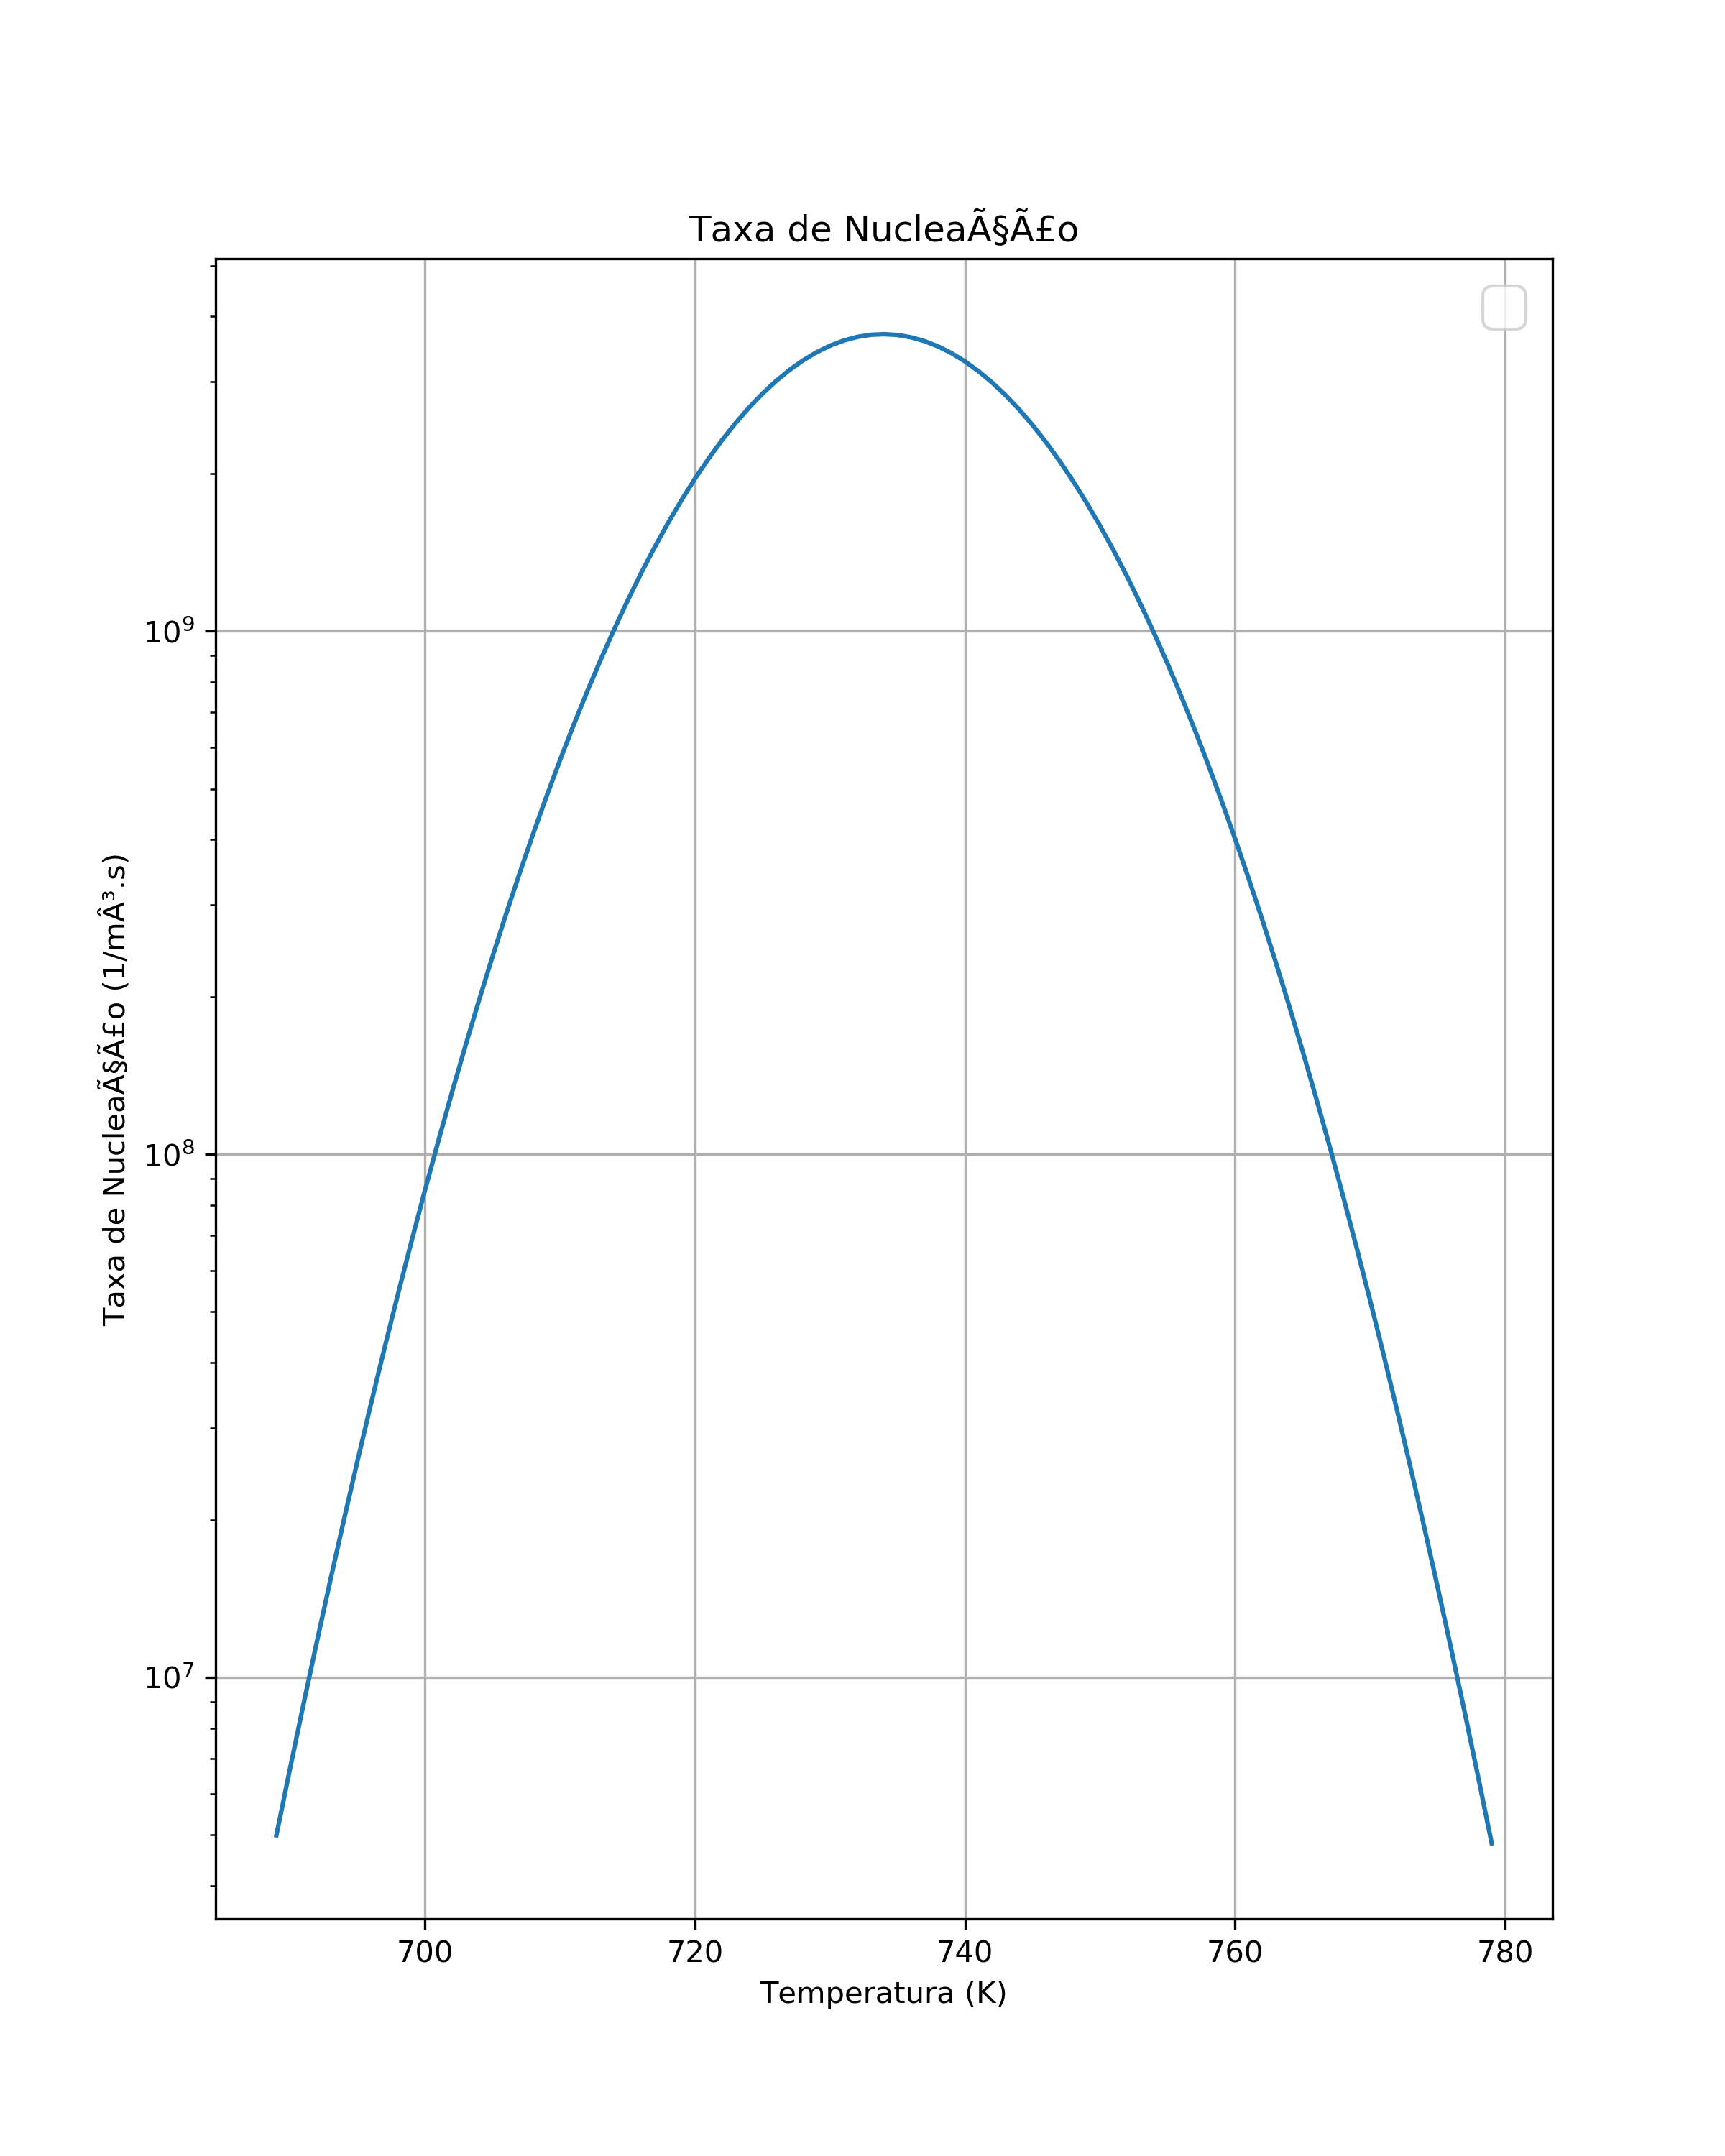 Taxa de NucleaÃ§Ã£o
Taxa de NucleaÃ§Ã£o (1/mÂ³.s)
10⁹
10⁸
10⁷
700 720 740 760 780
Temperatura (K)